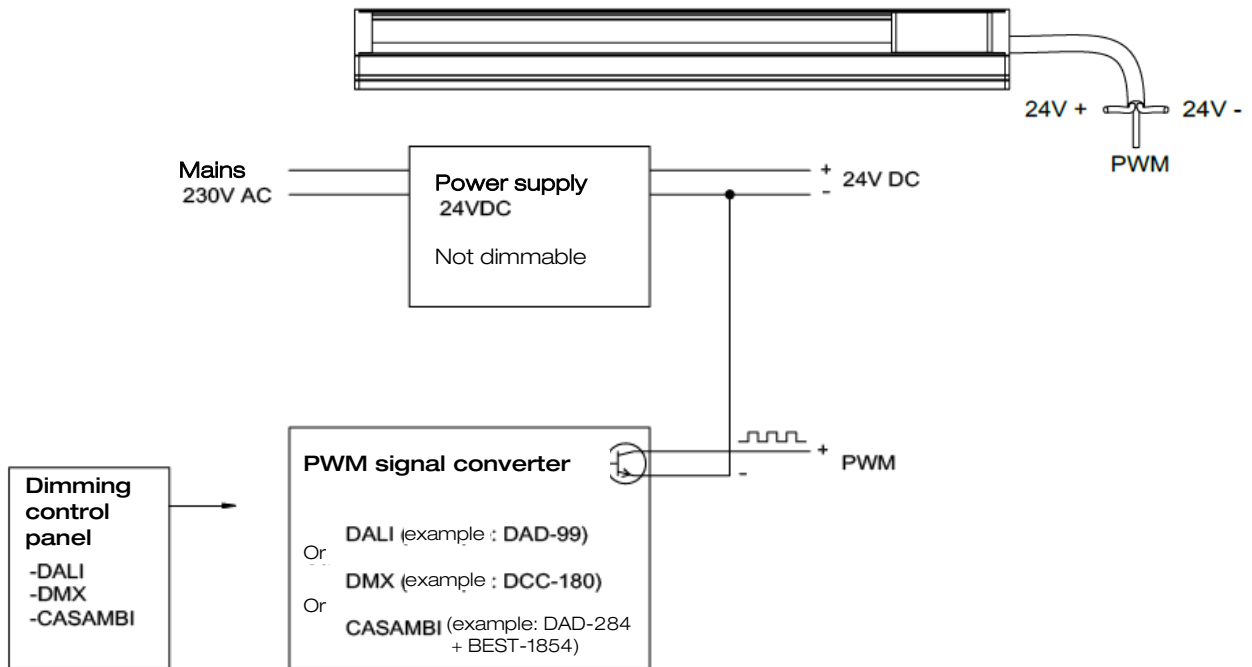 24V +
24V -
PWM
Mains
230V AC
Power supply
24VDC
Not dimmable
+
24V DC
-
Dimming
control
panel
-DALI
-DMX
-CASAMBI
PWM signal converter
DALI (example : DAD-99)
Or
DMX (example : DCC-180)
Or
CASAMBI (example: DAD-284
+ BEST-1854)
+
PWM
-